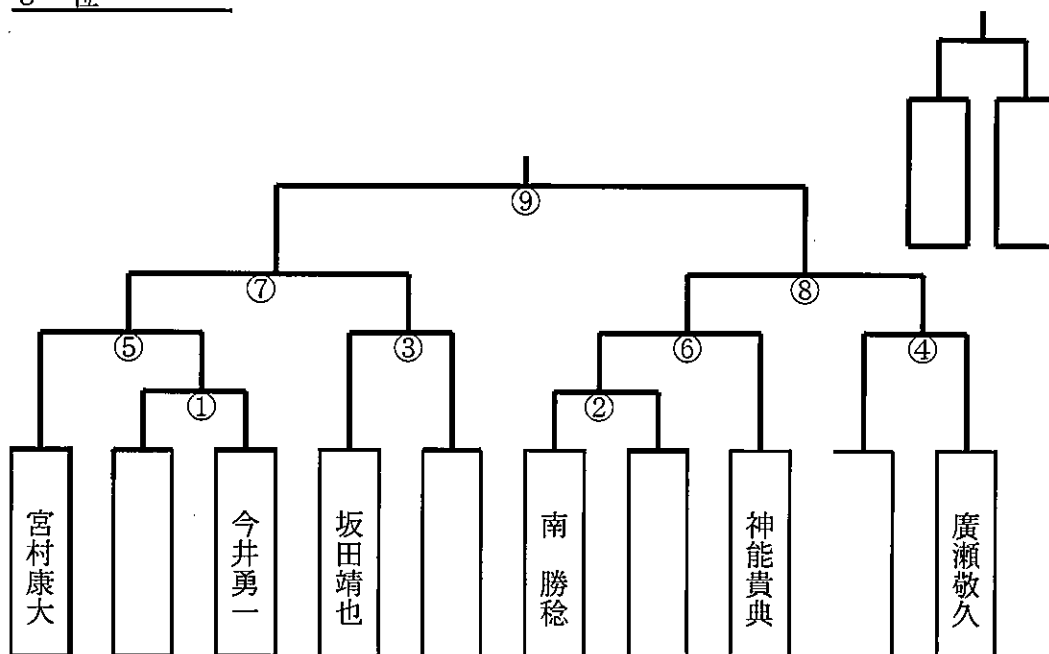 ⑨
⑦
⑧
⑤
③
⑥
④
①
②
宮村康大
今井勇一
坂田靖也
南 勝稔
神能貴典
廣瀬敬久